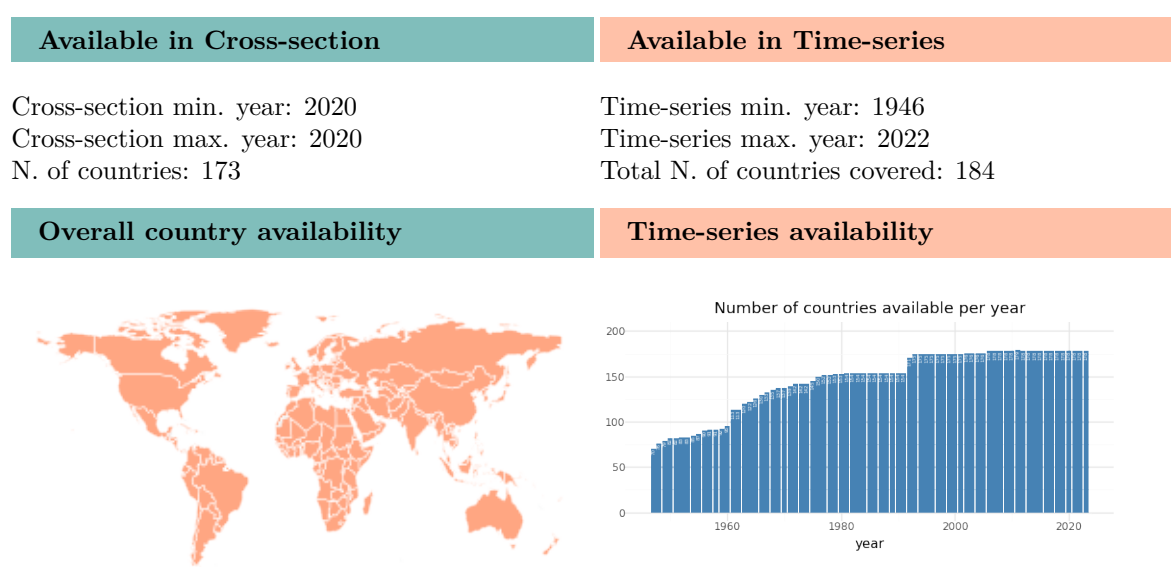 Available in Cross-section
Available in Time-series
Cross-section min. year: 2020
Cross-section max. year: 2020
N. of countries: 173
Time-series min. year: 1946
Time-series max. year: 2022
Total N. of countries covered: 184
Overall country availability
Time-series availability
Number of countries available per year
200
150
100
50
0
1960 1980 2000 2020
year